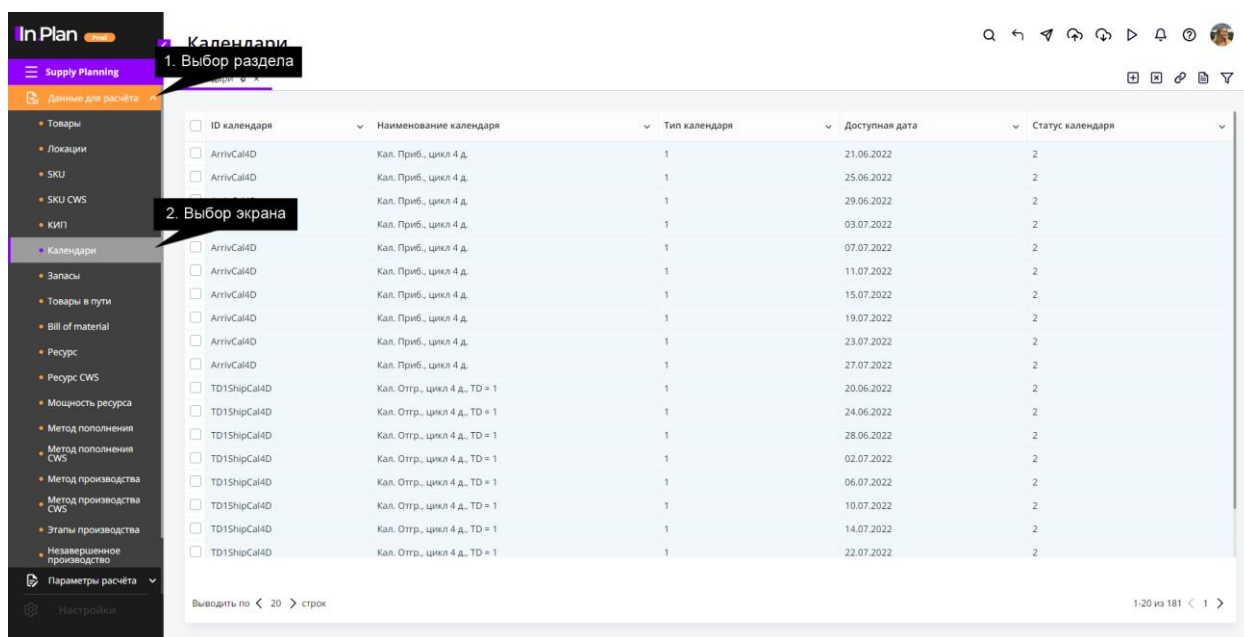 In.Plan Prod
Календари
1. Выбор раздела
Supply Planning
Данные для расчёта
Товары
Локации
SKU
SKU CWS
2. Выбор экрана
КИП
Календари
Запасы
Товары в пути
Bill of material
Ресурс
Ресурс CWS
Мощность ресурса
Метод пополнения
Метод пополнения
CWS
Метод производства
Метод производства
CWS
Этапы производства
Незавершенное
производство
Параметры расчёта
Настройки
ID календаря Наименование календаря Тип календаря Доступная дата Статус календаря
ArrivCal4D Кал. Приб., цикл 4 д. 1 21.06.2022 2
ArrivCal4D Кал. Приб., цикл 4 д. 1 25.06.2022 2
Кал. Приб., цикл 4 д. 1 29.06.2022 2
Кал. Приб., цикл 4 д. 1 03.07.2022 2
ArrivCal4D Кал. Приб., цикл 4 д. 1 07.07.2022 2
ArrivCal4D Кал. Приб., цикл 4 д. 1 11.07.2022 2
ArrivCal4D Кал. Приб., цикл 4 д. 1 15.07.2022 2
ArrivCal4D Кал. Приб., цикл 4 д. 1 19.07.2022 2
ArrivCal4D Кал. Приб., цикл 4 д. 1 23.07.2022 2
ArrivCal4D Кал. Приб., цикл 4 д. 1 27.07.2022 2
TD1ShipCal4D Кал. Отгр., цикл 4 д., TD = 1 1 20.06.2022 2
TD1ShipCal4D Кал. Отгр., цикл 4 д., TD = 1 1 24.06.2022 2
TD1ShipCal4D Кал. Отгр., цикл 4 д., TD = 1 1 28.06.2022 2
TD1ShipCal4D Кал. Отгр., цикл 4 д., TD = 1 1 02.07.2022 2
TD1ShipCal4D Кал. Отгр., цикл 4 д., TD = 1 1 06.07.2022 2
TD1ShipCal4D Кал. Отгр., цикл 4 д., TD = 1 1 10.07.2022 2
TD1ShipCal4D Кал. Отгр., цикл 4 д., TD = 1 1 14.07.2022 2
TD1ShipCal4D Кал. Отгр., цикл 4 д., TD = 1 1 22.07.2022 2
Выводить по 20 строк 1-20 из 181 1